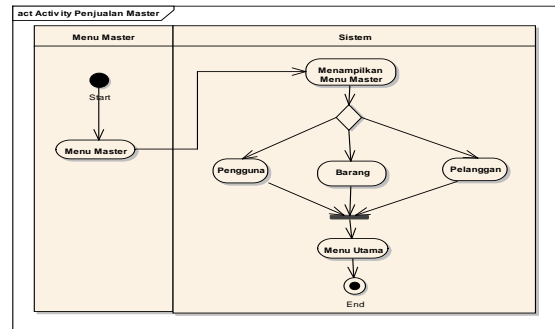 act Activity Penjualan Master
Menu Master
Sistem
Start
Menu Master
Menampilkan
Menu Master
Pengguna
Barang
Pelanggan
Menu Utama
End